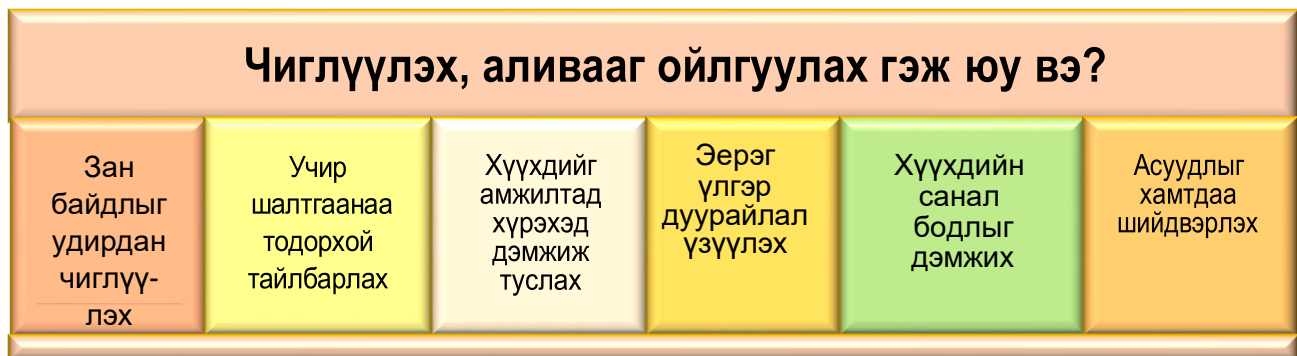 Чиглүүлэх, аливааг ойлгуулах гэж юу вэ?
Зан
байдлыг
удирдан
чиглүү-
лэх
Учир
шалтгаанаа
тодорхой
тайлбарлах
Хүүхдийг
амжилтад
хүрэхэд
дэмжиж
туслах
Эерэг
үлгэр
дуурайлал
үзүүлэх
Хүүхдийн
санал
бодлыг
дэмжих
Асуудлыг
хамтдаа
шийдвэрлэх